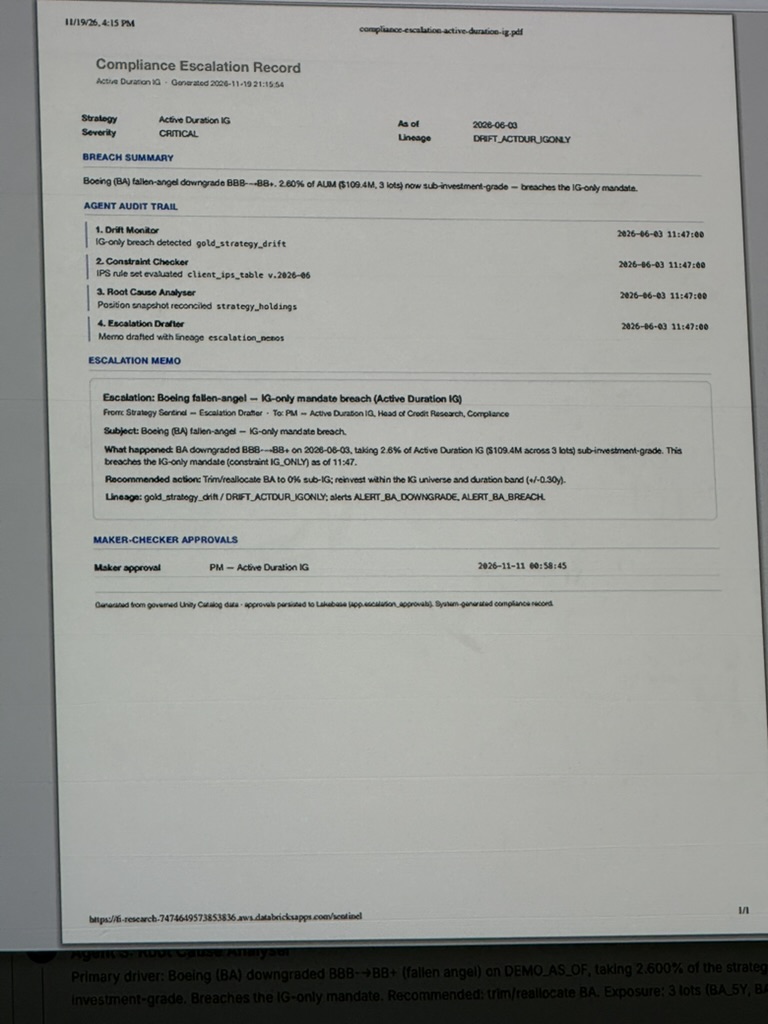 11/19/26, 4:15 PM
compliance-escalation-active-duration-ig.pdf
Compliance Escalation Record
Active Duration IG · Generated 2026-11-19 21:15:54
Strategy Active Duration IG As of 2026-06-03
Severity CRITICAL Lineage DRIFT_ACTDUR_IGONLY
BREACH SUMMARY
Boeing (BA) fallen-angel downgrade BBB-→BB+. 2.60% of AUM ($109.4M, 3 lots) now sub-investment-grade — breaches the IG-only mandate.
AGENT AUDIT TRAIL
1. Drift Monitor 2026-06-03 11:47:00
IG-only breach detected gold_strategy_drift
2. Constraint Checker 2026-06-03 11:47:00
IPS rule set evaluated client_ips_table v.2026-06
3. Root Cause Analyser 2026-06-03 11:47:00
Position snapshot reconciled strategy_holdings
4. Escalation Drafter 2026-06-03 11:47:00
Memo drafted with lineage escalation_memos
ESCALATION MEMO
Escalation: Boeing fallen-angel — IG-only mandate breach (Active Duration IG)
From: Strategy Sentinel — Escalation Drafter · To: PM — Active Duration IG, Head of Credit Research, Compliance
Subject: Boeing (BA) fallen-angel — IG-only mandate breach.
What happened: BA downgraded BBB-→BB+ on 2026-06-03, taking 2.6% of Active Duration IG ($109.4M across 3 lots) sub-investment-grade. This
breaches the IG-only mandate (constraint IG_ONLY) as of 11:47.
Recommended action: Trim/reallocate BA to 0% sub-IG; reinvest within the IG universe and duration band (+/-0.30y).
Lineage: gold_strategy_drift / DRIFT_ACTDUR_IGONLY; alerts ALERT_BA_DOWNGRADE, ALERT_BA_BREACH.
MAKER-CHECKER APPROVALS
Maker approval PM — Active Duration IG 2026-11-11 00:58:45
Generated from governed Unity Catalog data · approvals persisted to Lakebase (app.escalation_approvals). System-generated compliance record.
https://fi-research-7474649573853836.aws.databricksapps.com/sentinel
1/1
Agent 3: Root Cause Analyser
Primary driver: Boeing (BA) downgraded BBB-→BB+ (fallen angel) on DEMO_AS_OF, taking 2.600% of the strateg
investment-grade. Breaches the IG-only mandate. Recommended: trim/reallocate BA. Exposure: 3 lots (BA_5Y, BA